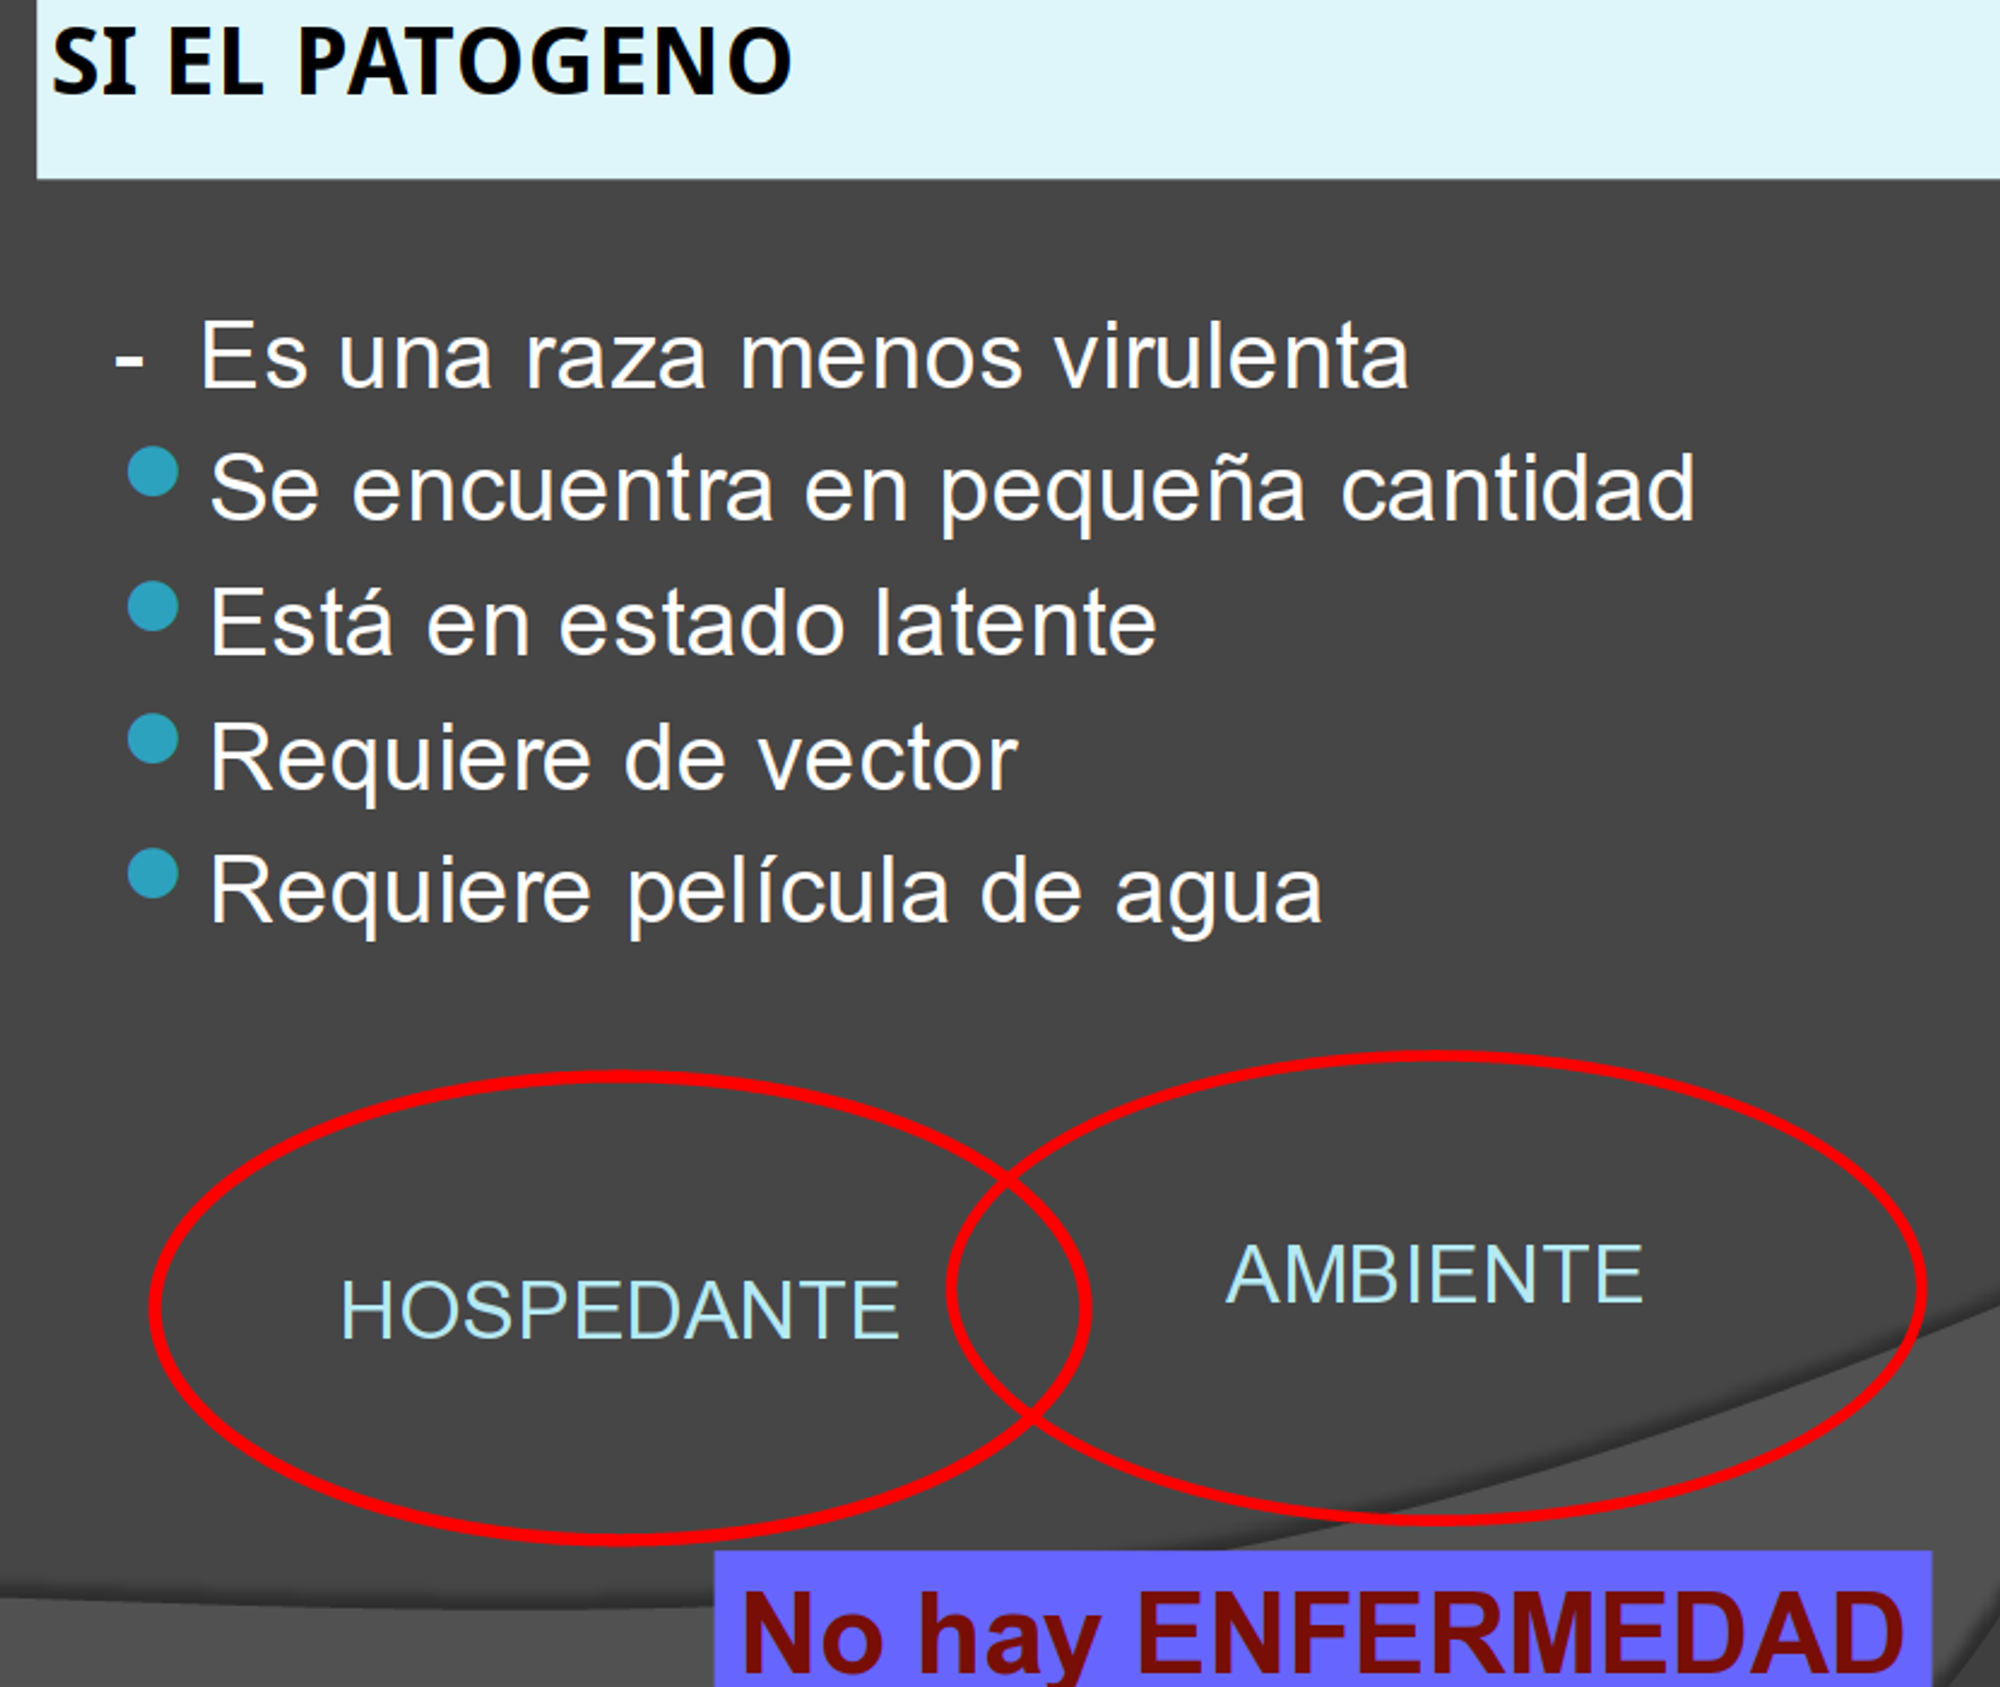 SI EL PATOGENO
- Es una raza menos virulenta
Se encuentra en pequeña cantidad
Está en estado latente
Requiere de vector
Requiere película de agua
HOSPEDANTE
AMBIENTE
No hay ENFERMEDAD